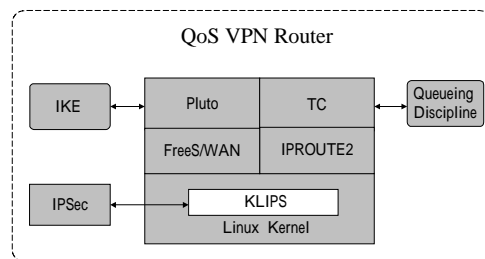 QoS VPN Router
IKE
Pluto
TC
Queueing
Discipline
FreeS/WAN
IPROUTE2
IPSec
KLIPS
Linux Kernel